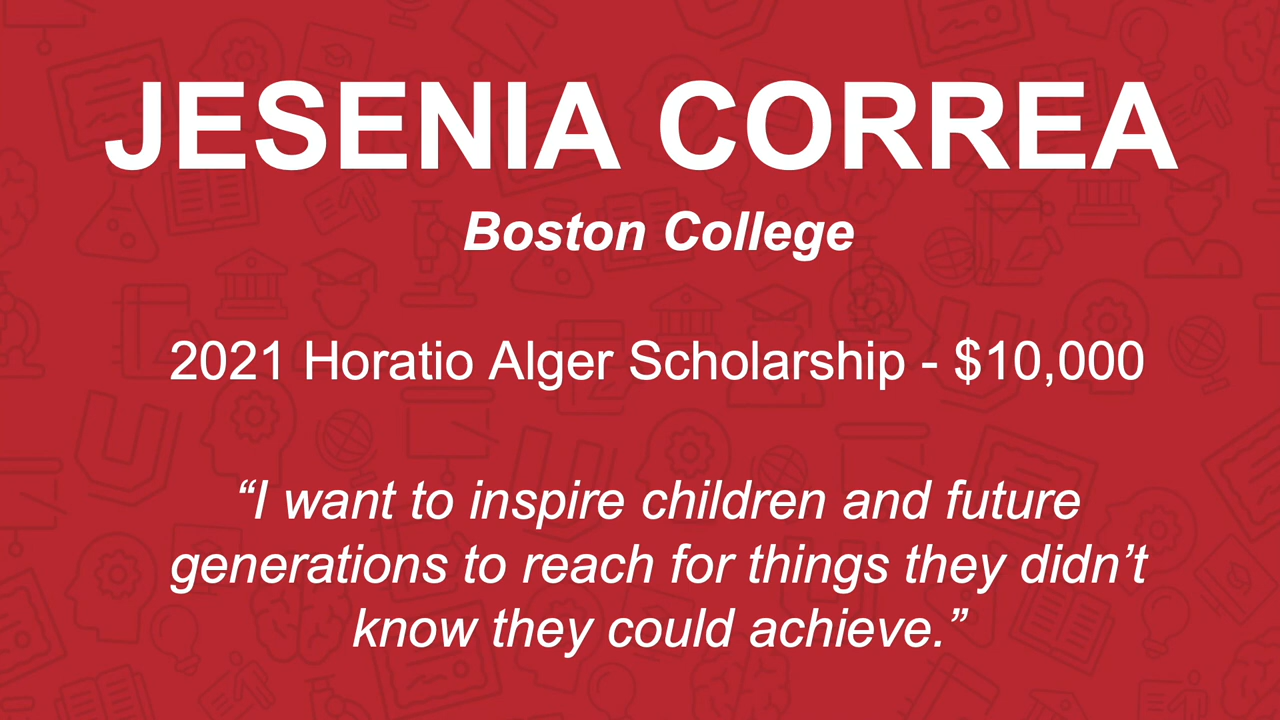 JESENIA CORREA
Boston College
2021 Horatio Alger Scholarship - $10,000
“I want to inspire children and future
generations to reach for things they didn’t
know they could achieve.”